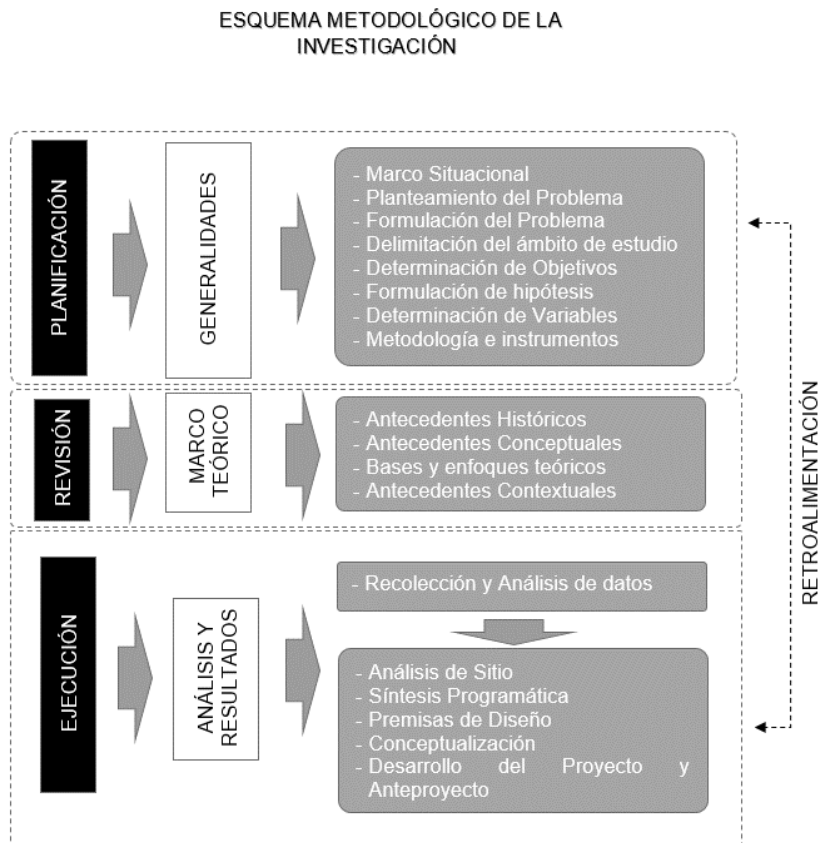 ESQUEMA METODOLÓGICO DE LA
INVESTIGACIÓN
PLANIFICACIÓN
GENERALIDADES
- Marco Situacional
- Planteamiento del Problema
- Formulación del Problema
- Delimitación del ámbito de estudio
- Determinación de Objetivos
- Formulación de hipótesis
- Determinación de Variables
- Metodología e instrumentos
REVISIÓN
MARCO
TEÓRICO
- Antecedentes Históricos
- Antecedentes Conceptuales
- Bases y enfoques teóricos
- Antecedentes Contextuales
EJECUCIÓN
ANÁLISIS Y
RESULTADOS
- Recolección y Análisis de datos
- Análisis de Sitio
- Síntesis Programática
- Premisas de Diseño
- Conceptualización
- Desarrollo del Proyecto y
Anteproyecto
RETROALIMENTACIÓN